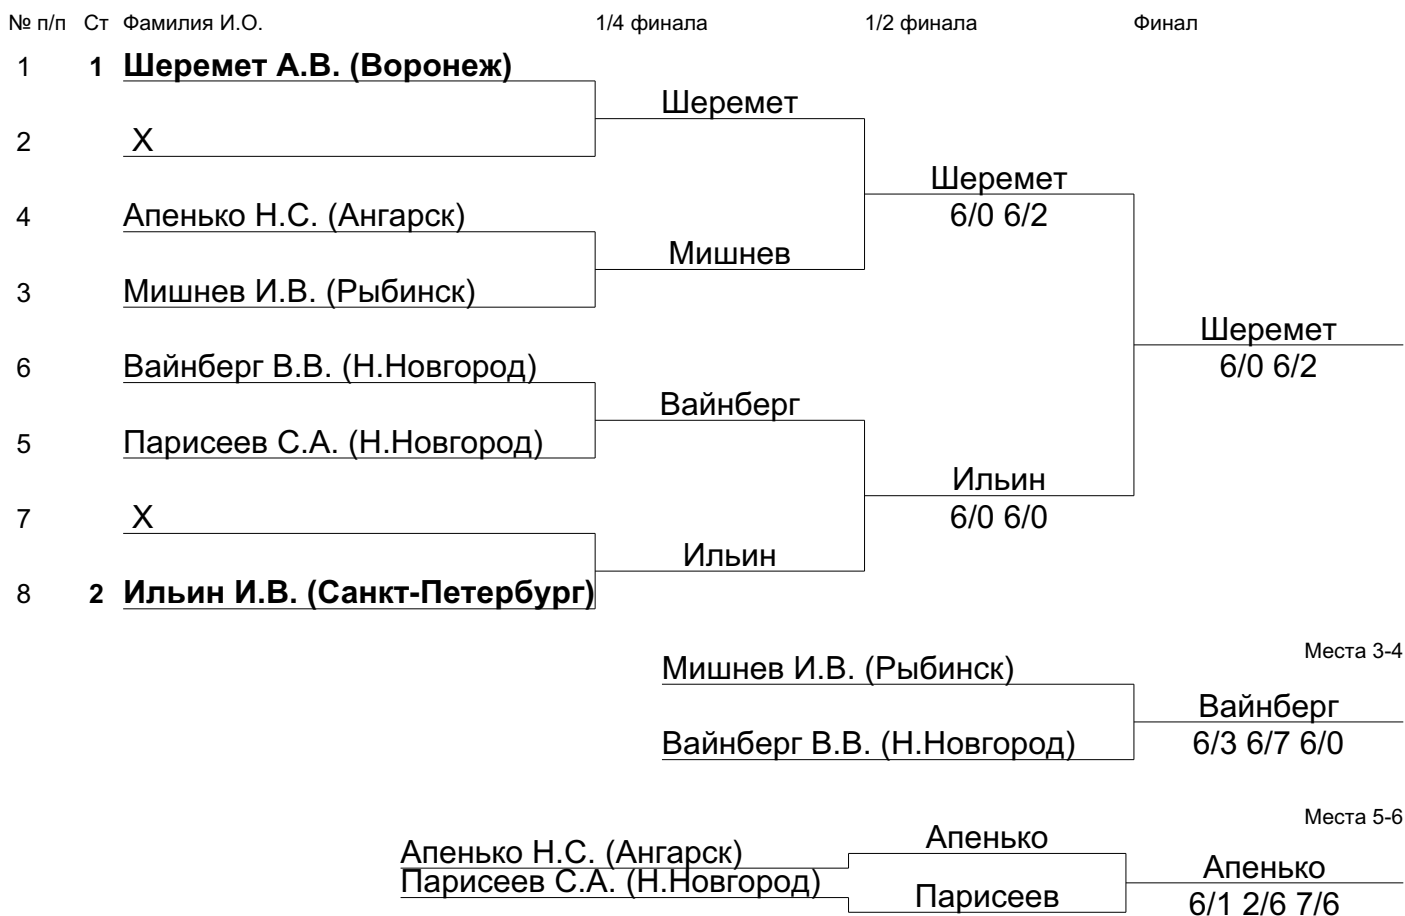 № п/п Ст Фамилия И.О. 1/4 финала 1/2 финала Финал
1 1 Шеремет А.В. (Воронеж)
Шеремет
2 X
Шеремет
4 Апенько Н.С. (Ангарск) 6/0 6/2
Мишнев
3 Мишнев И.В. (Рыбинск)
Шеремет
6 Вайнберг В.В. (Н.Новгород) 6/0 6/2
Вайнберг
5 Парисеев С.А. (Н.Новгород)
Ильин
7 X 6/0 6/0
Ильин
8 2 Ильин И.В. (Санкт-Петербург)
Места 3-4
Мишнев И.В. (Рыбинск)
Вайнберг
Вайнберг В.В. (Н.Новгород) 6/3 6/7 6/0
Места 5-6
Апенько
Апенько Н.С. (Ангарск)
Апенько
Парисеев С.А. (Н.Новгород)
Парисеев 6/1 2/6 7/6